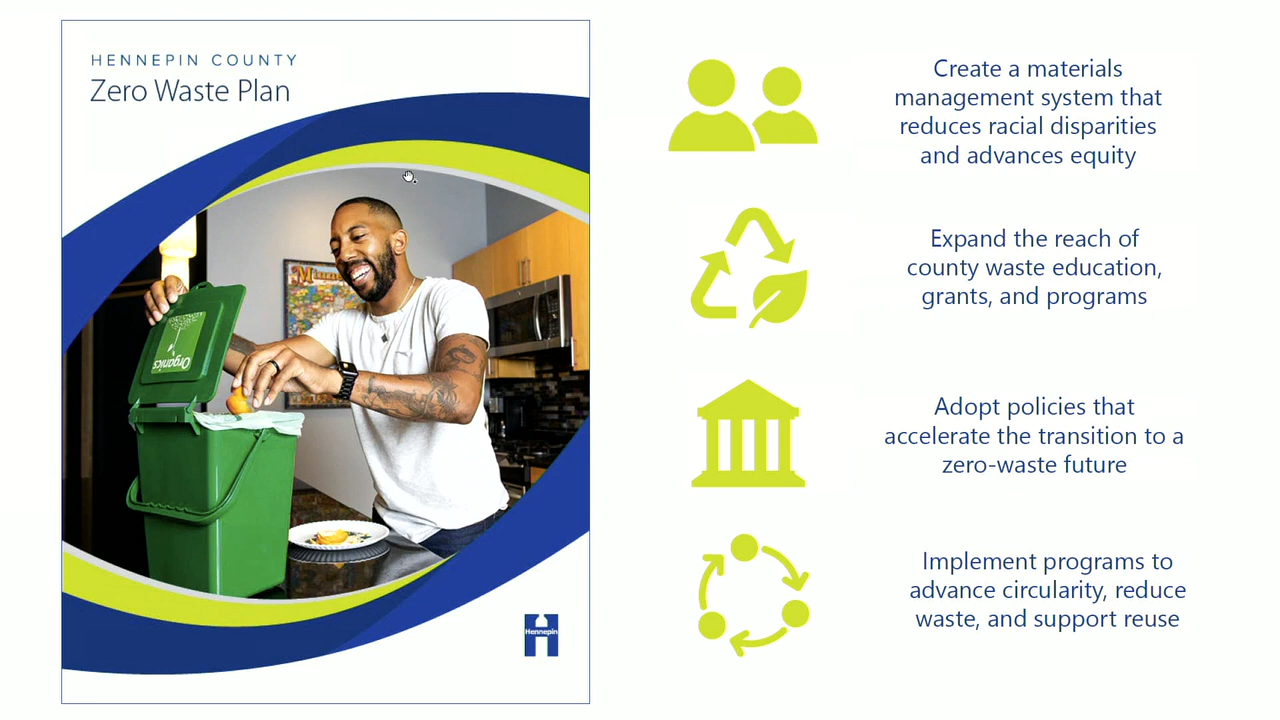 HENNEPIN COUNTY
Zero Waste Plan
Organics
Hennepin
Create a materials
management system that
reduces racial disparities
and advances equity
Expand the reach of
county waste education,
grants, and programs
Adopt policies that
accelerate the transition to a
zero-waste future
Implement programs to
advance circularity, reduce
waste, and support reuse